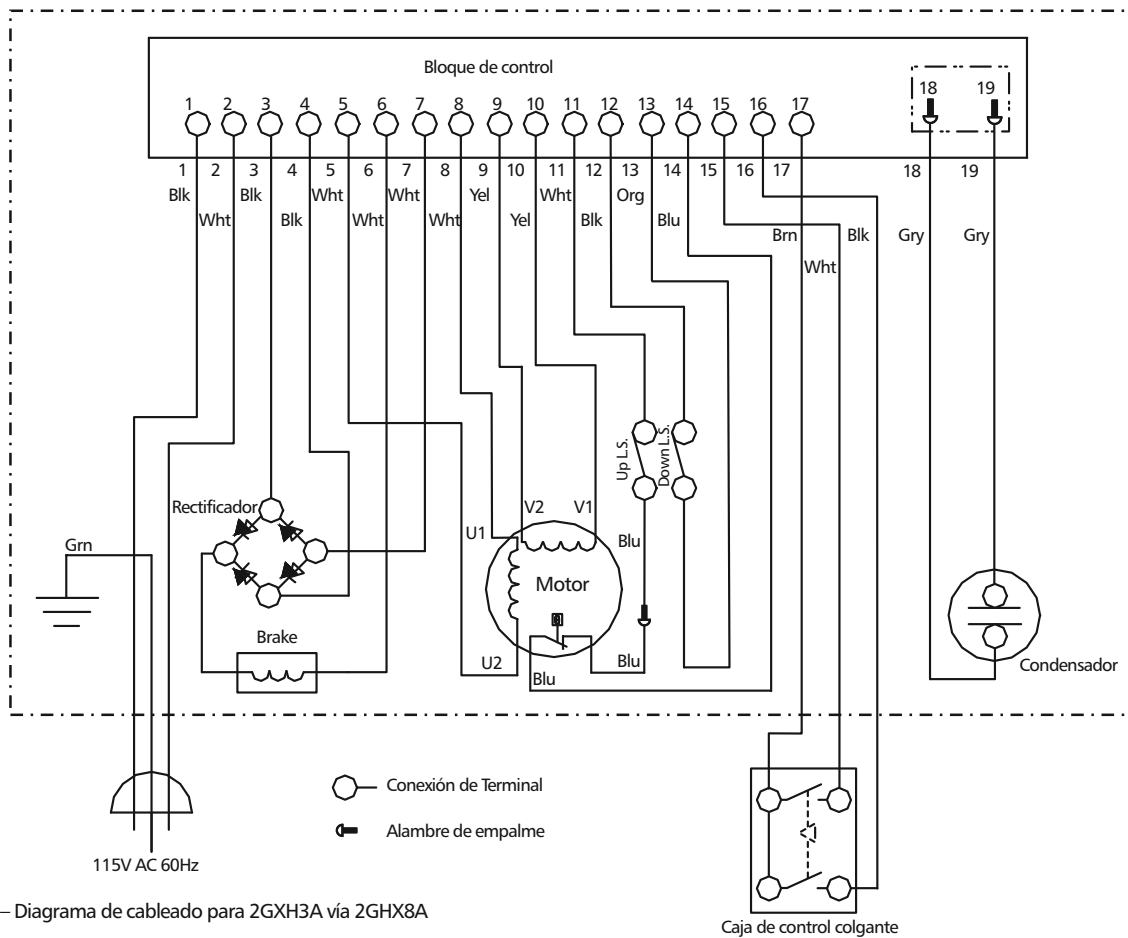 Bloque de control
1 2 3 4 5 6 7 8 9 10 11 12 13 14 15 16 17
18 19
1 2 3 4 5 6 7 8 9 10 11 12 13 14 15 16 17 18 19
Blk Blk Wht Wht Yel Wht Org
Wht Blk Wht Wht Yel Blk Blu Brn Blk Gry Gry
Wht
Up L.S.
Down L.S.
Rectificador
V2 V1
U1
Blu
Grn
Motor
Brake
U2
Blu
Blu
Condensador
Conexión de Terminal
Alambre de empalme
115V AC 60Hz
– Diagrama de cableado para 2GXH3A vía 2GHX8A
Caja de control colgante